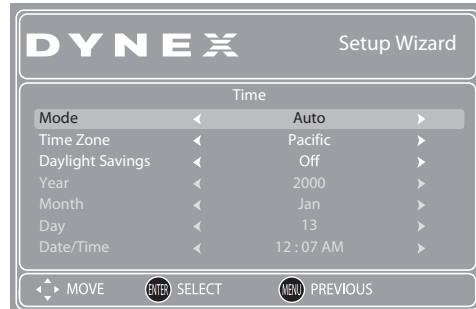 DYNEX Setup Wizard
Time
Mode Auto
Time Zone Pacific
Daylight Savings Off
Year 2000
Month Jan
Day 13
Date/Time 12 : 07 AM
MOVE ENTER SELECT MENU PREVIOUS